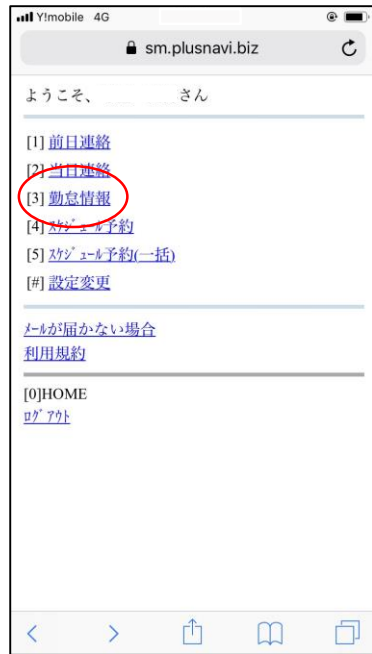 Y!mobile 4G
sm.plusnavi.biz
ようこそ、 さん
[1] 前日連絡
[2] 当日連絡
[3] 勤怠情報
[4] ｽｹｼﾞｭｰﾙ予約
[5] ｽｹｼﾞｭｰﾙ予約(一括)
[#] 設定変更
ﾒｰﾙが届かない場合
利用規約
[0]HOME
ﾛｸﾞｱｳﾄ